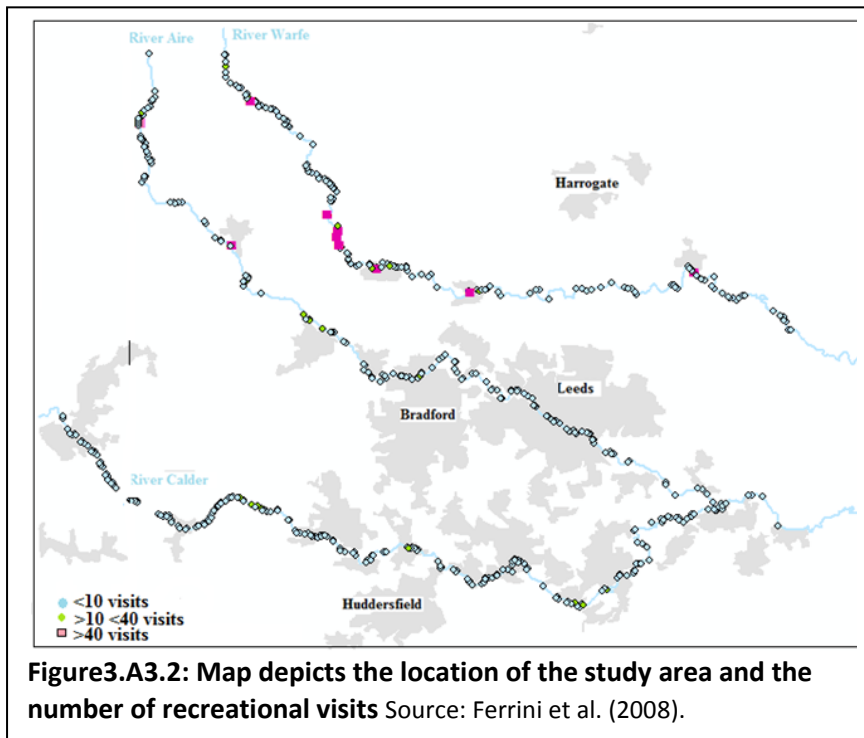 River Aire
River Warfe
Harrogate
Leeds
Bradford
River Calder
Huddersfield
<10 visits
>10 <40 visits
>40 visits
Figure3.A3.2: Map depicts the location of the study area and the
number of recreational visits Source: Ferrini et al. (2008).